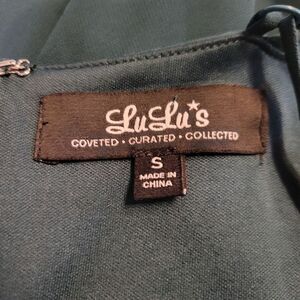 LuLu's
COVETED • CURATED • COLLECTED
S
MADE IN
CHINA